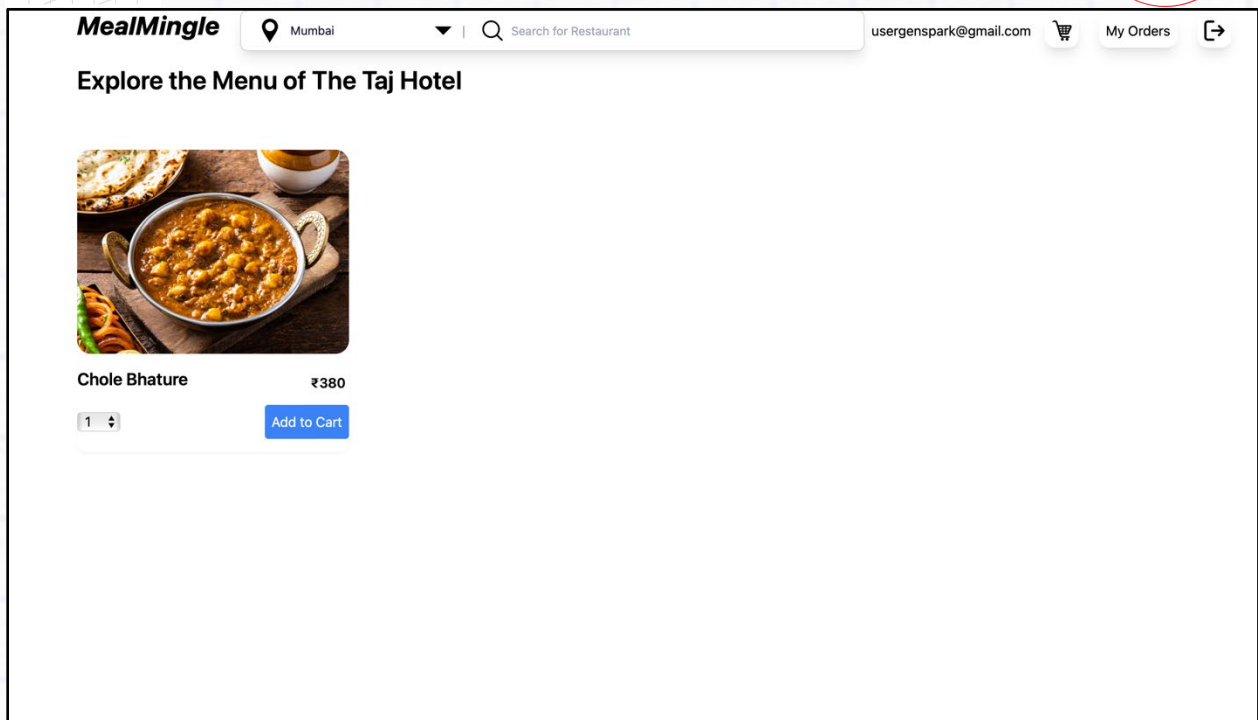 MealMingle Mumbai | Search for Restaurant usergenspark@gmail.com My Orders
Explore the Menu of The Taj Hotel
Chole Bhature ₹380
1 Add to Cart